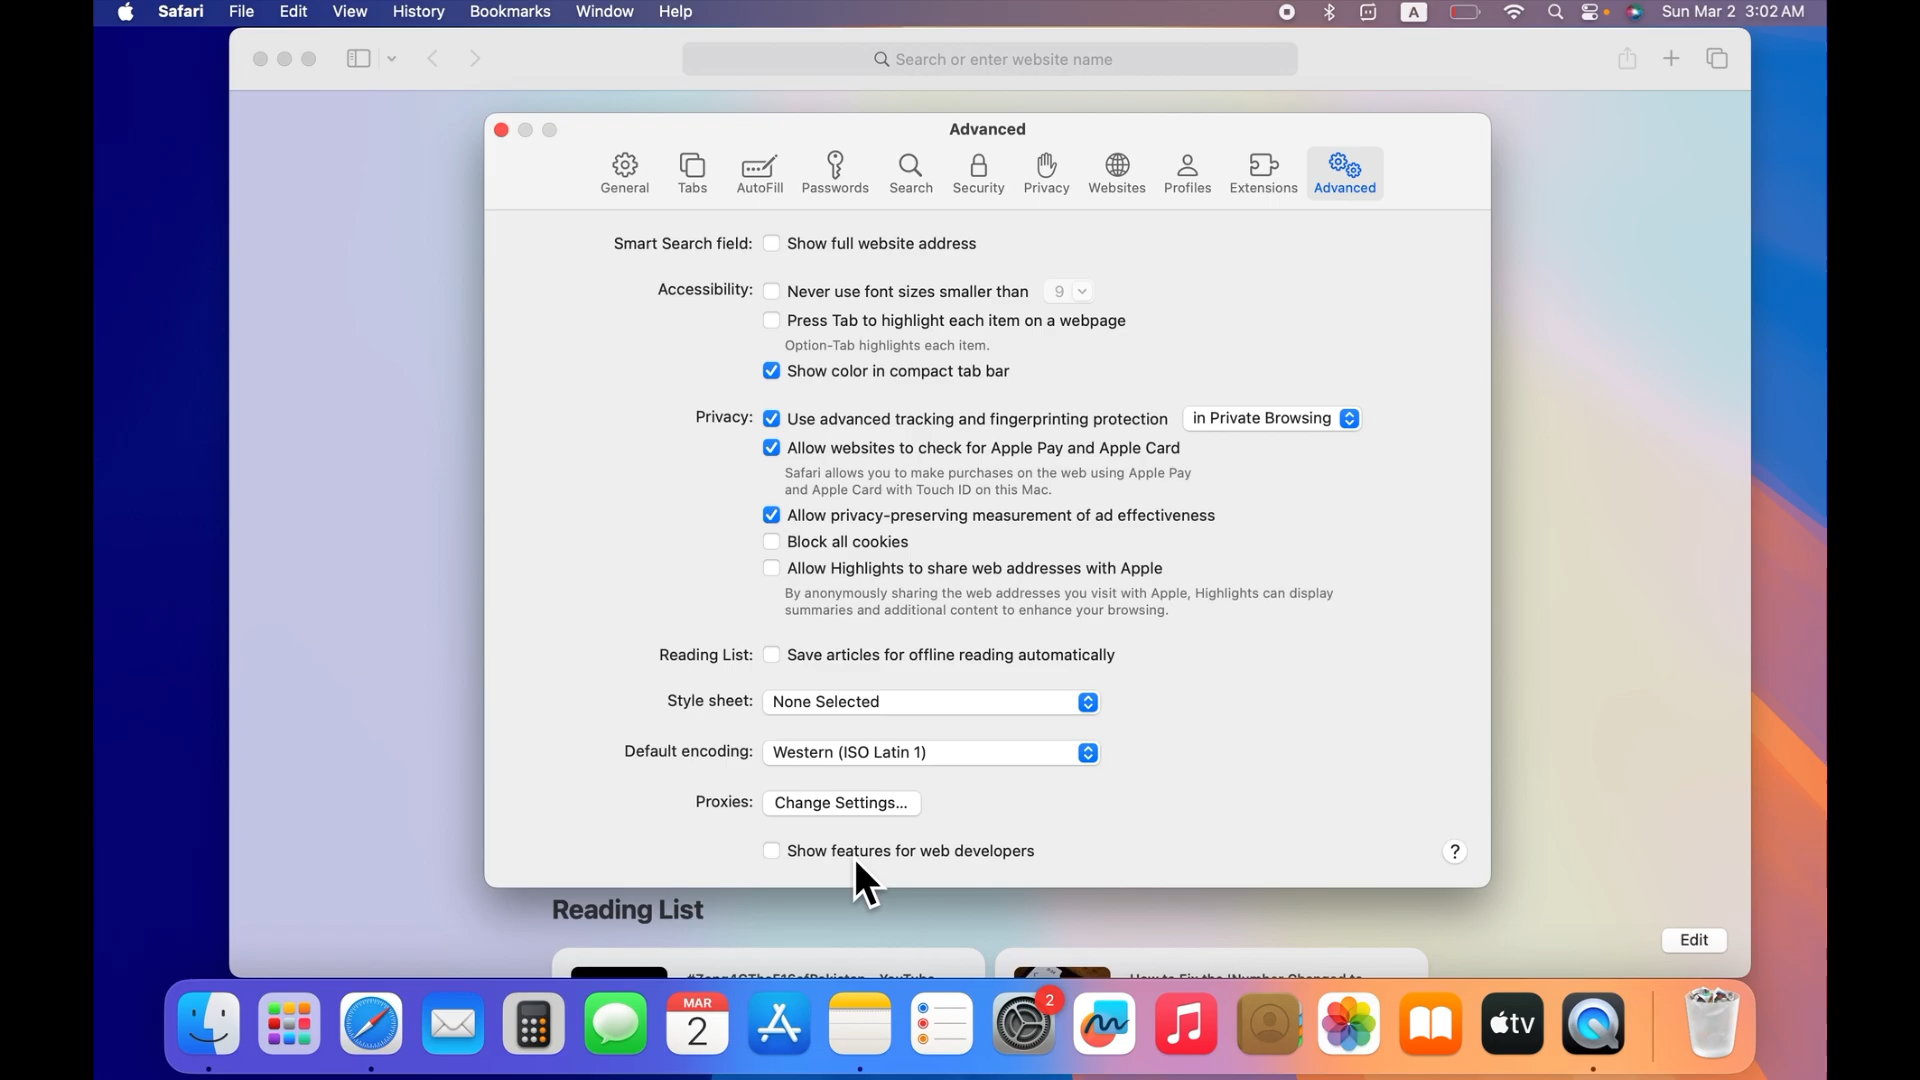 Safari File Edit View History Bookmarks Window Help A Sun Mar 2 3:02 AM
Search or enter website name
Advanced
General Tabs AutoFill Passwords Search Security Privacy Websites Profiles Extensions Advanced
Smart Search field: Show full website address
Accessibility: Never use font sizes smaller than 9
Press Tab to highlight each item on a webpage
Option-Tab highlights each item.
Show color in compact tab bar
Privacy: Use advanced tracking and fingerprinting protection in Private Browsing
Allow websites to check for Apple Pay and Apple Card
Safari allows you to make purchases on the web using Apple Pay
and Apple Card with Touch ID on this Mac.
Allow privacy-preserving measurement of ad effectiveness
Block all cookies
Allow Highlights to share web addresses with Apple
By anonymously sharing the web addresses you visit with Apple, Highlights can display
summaries and additional content to enhance your browsing.
Reading List: Save articles for offline reading automatically
Style sheet: None Selected
Default encoding: Western (ISO Latin 1)
Proxies: Change Settings...
Show features for web developers ?
Reading List
Edit
MAR 2
2
tv